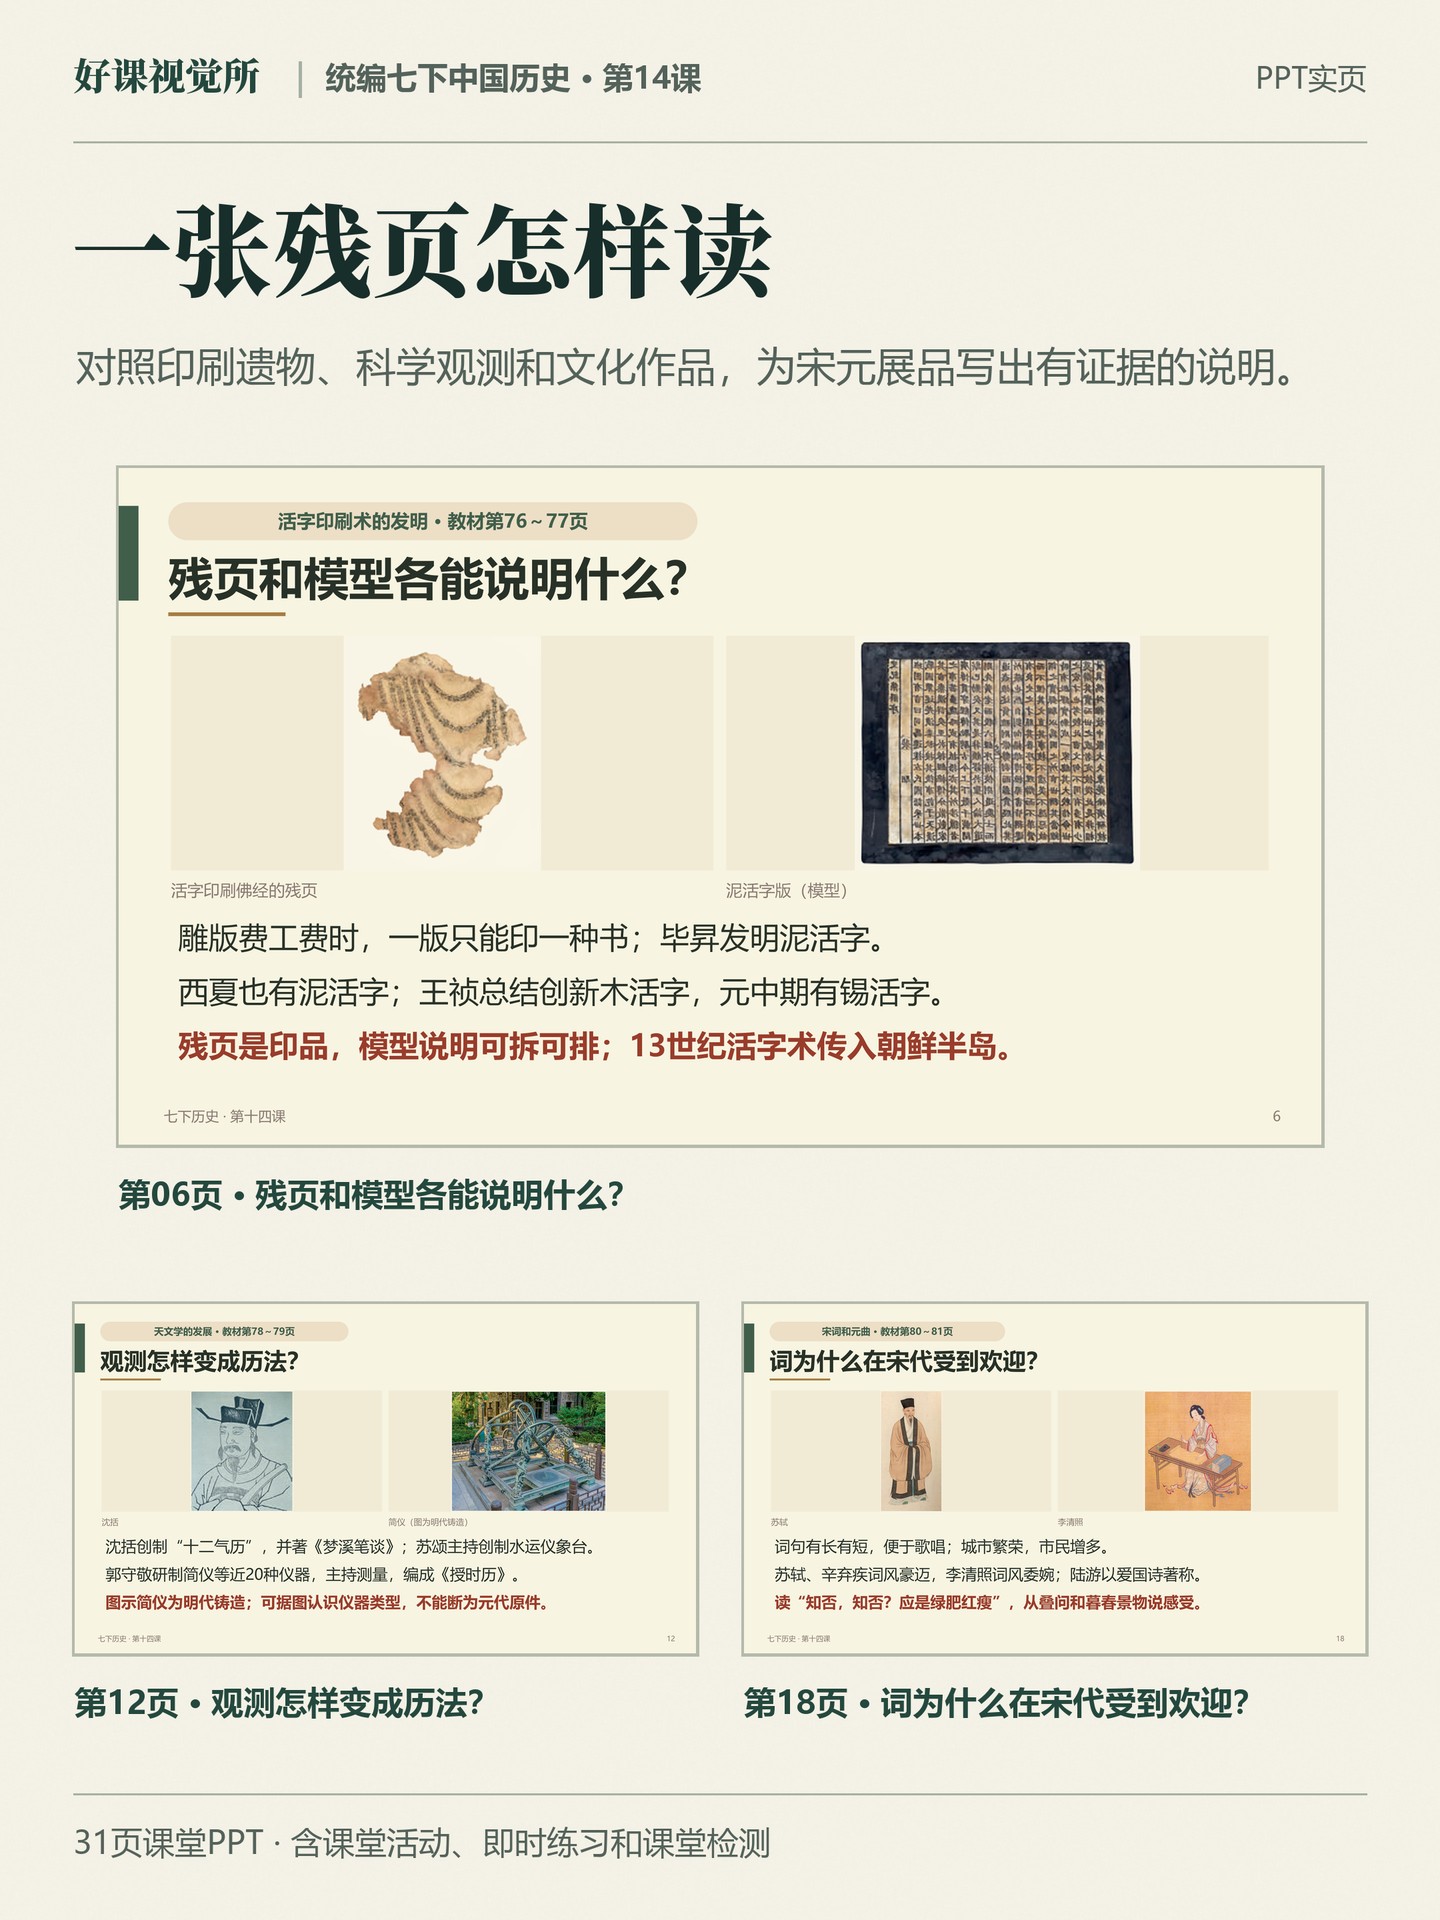 好课视觉所 | 统编七下中国历史·第14课
PPT实页
一张残页怎样读
对照印刷遗物、科学观测和文化作品，为宋元展品写出有证据的说明。
活字印刷术的发明·教材第76～77页
残页和模型各能说明什么？
活字印刷佛经的残页
泥活字版（模型）
雕版费工费时，一版只能印一种书；毕昇发明泥活字。
西夏也有泥活字；王祯总结创新木活字，元中期有锡活字。
残页是印品，模型说明可拆可排；13世纪活字术传入朝鲜半岛。
七下历史·第十四课
6
第06页·残页和模型各能说明什么？
天文学的发展·教材第78～79页
观测怎样变成历法？
沈括
简仪（图为明代铸造）
沈括创制“十二气历”，并著《梦溪笔谈》；苏颂主持创制水运仪象台。
郭守敬研制简仪等近20种仪器，主持测量，编成《授时历》。
图示简仪为明代铸造；可据图认识仪器类型，不能断为元代原件。
七下历史·第十四课
12
第12页·观测怎样变成历法？
宋词和元曲·教材第80～81页
词为什么在宋代受到欢迎？
苏轼
李清照
词句有长有短，便于歌唱；城市繁荣，市民增多。
苏轼、辛弃疾词风豪迈，李清照词风委婉；陆游以爱国诗著称。
读“知否，知否？应是绿肥红瘦”，从叠问和暮春景物说感受。
七下历史·第十四课
18
第18页·词为什么在宋代受到欢迎？
31页课堂PPT·含课堂活动、即时练习和课堂检测